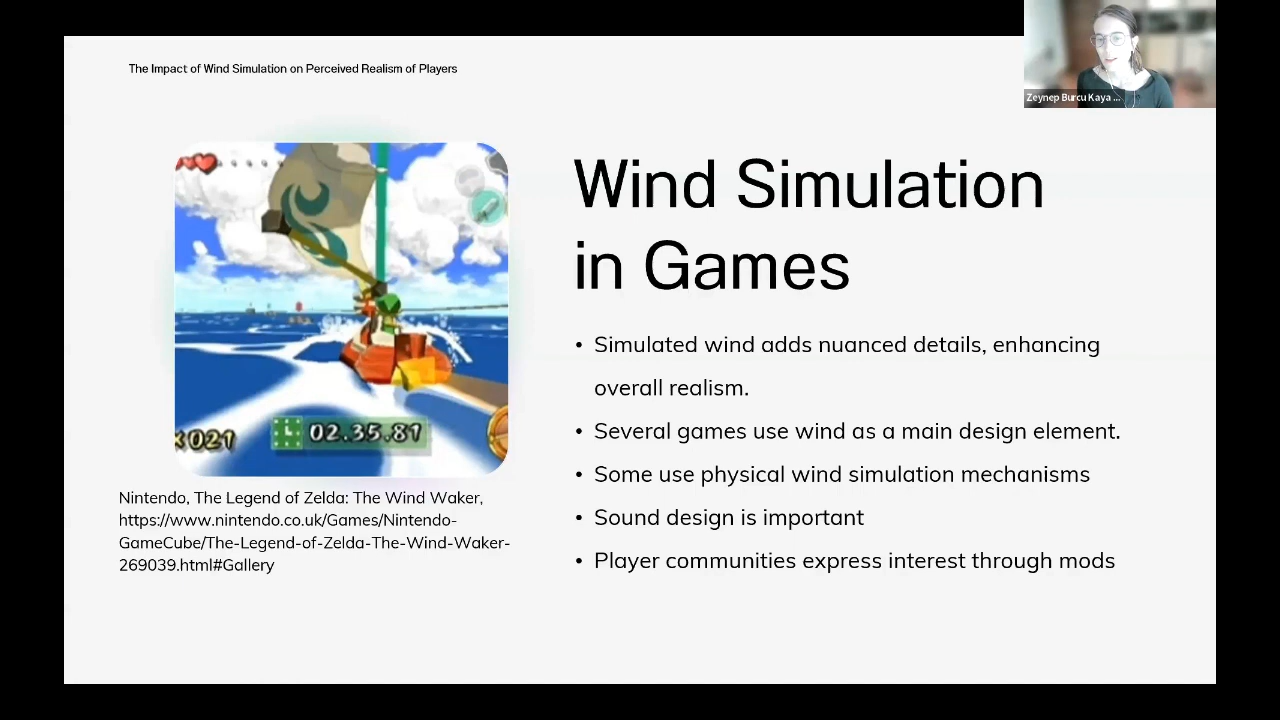 The Impact of Wind Simulation on Perceived Realism of Players
Zeynep Burcu Kaya ...
x021
02.35.81
Wind Simulation
in Games
• Simulated wind adds nuanced details, enhancing
overall realism.
• Several games use wind as a main design element.
• Some use physical wind simulation mechanisms
• Sound design is important
• Player communities express interest through mods
Nintendo, The Legend of Zelda: The Wind Waker,
https://www.nintendo.co.uk/Games/Nintendo-
GameCube/The-Legend-of-Zelda-The-Wind-Waker-
269039.html#Gallery